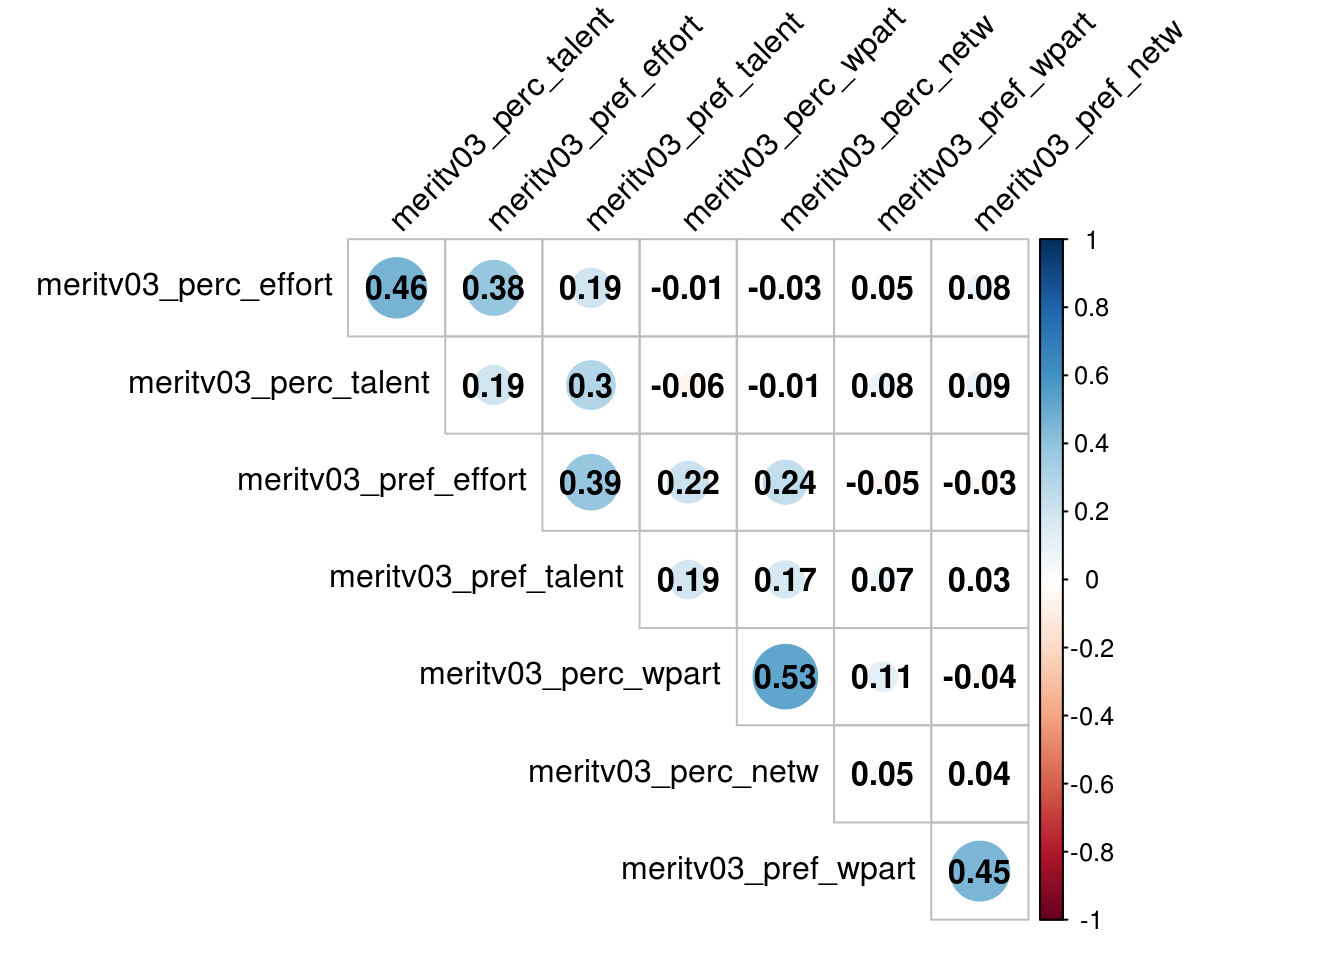 meritv03_perc_talent
meritv03_pref_effort
meritv03_pref_talent
meritv03_perc_wpart
meritv03_perc_netw
meritv03_pref_wpart
meritv03_pref_netw
meritv03_perc_effort 0.46 0.38 0.19 -0.01 -0.03 0.05 0.08
meritv03_perc_talent 0.19 0.3 -0.06 -0.01 0.08 0.09
meritv03_pref_effort 0.39 0.22 0.24 -0.05 -0.03
meritv03_pref_talent 0.19 0.17 0.07 0.03
meritv03_perc_wpart 0.53 0.11 -0.04
meritv03_perc_netw 0.05 0.04
meritv03_pref_wpart 0.45
1
0.8
0.6
0.4
0.2
0
-0.2
-0.4
-0.6
-0.8
-1